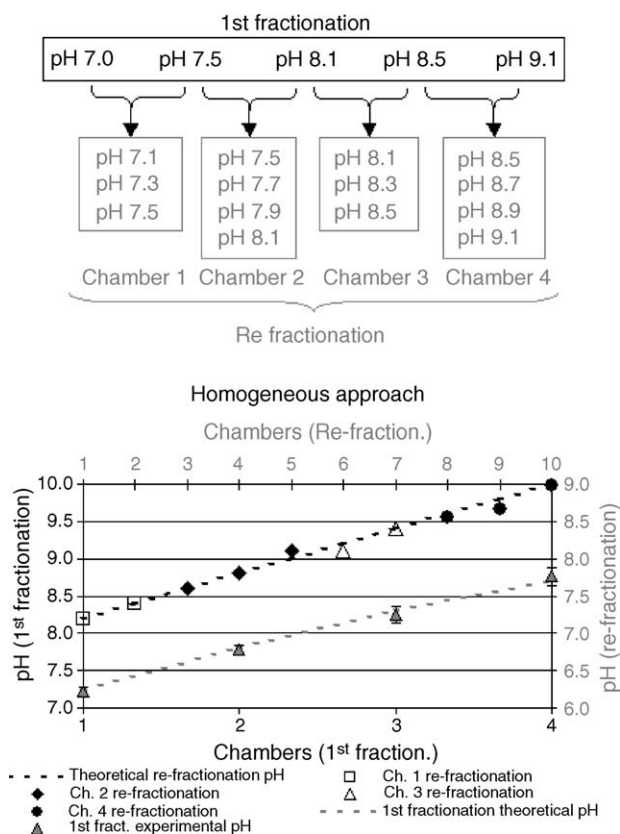 1st fractionation
pH 7.0 pH 7.5 pH 8.1 pH 8.5 pH 9.1
pH 7.1 pH 7.5 pH 8.1 pH 8.5
pH 7.3 pH 7.7 pH 8.3 pH 8.7
pH 7.5 pH 7.9 pH 8.5 pH 8.9
pH 8.1 pH 9.1
Chamber 1 Chamber 2 Chamber 3 Chamber 4
Re fractionation
Homogeneous approach
Chambers (Re-fraction.)
1 2 3 4 5 6 7 8 9 10
pH (1st fractionation)
10.0 9.0
9.5 8.5
9.0 8.0
8.5 7.5
8.0 7.0
7.5 6.5
7.0 6.0
pH (re-fractionation)
1 2 3 4
Chambers (1st fraction.)
Theoretical re-fractionation pH Ch. 1 re-fractionation
Ch. 2 re-fractionation Ch. 3 re-fractionation
Ch. 4 re-fractionation 1st fractionation theoretical pH
1st fract. experimental pH